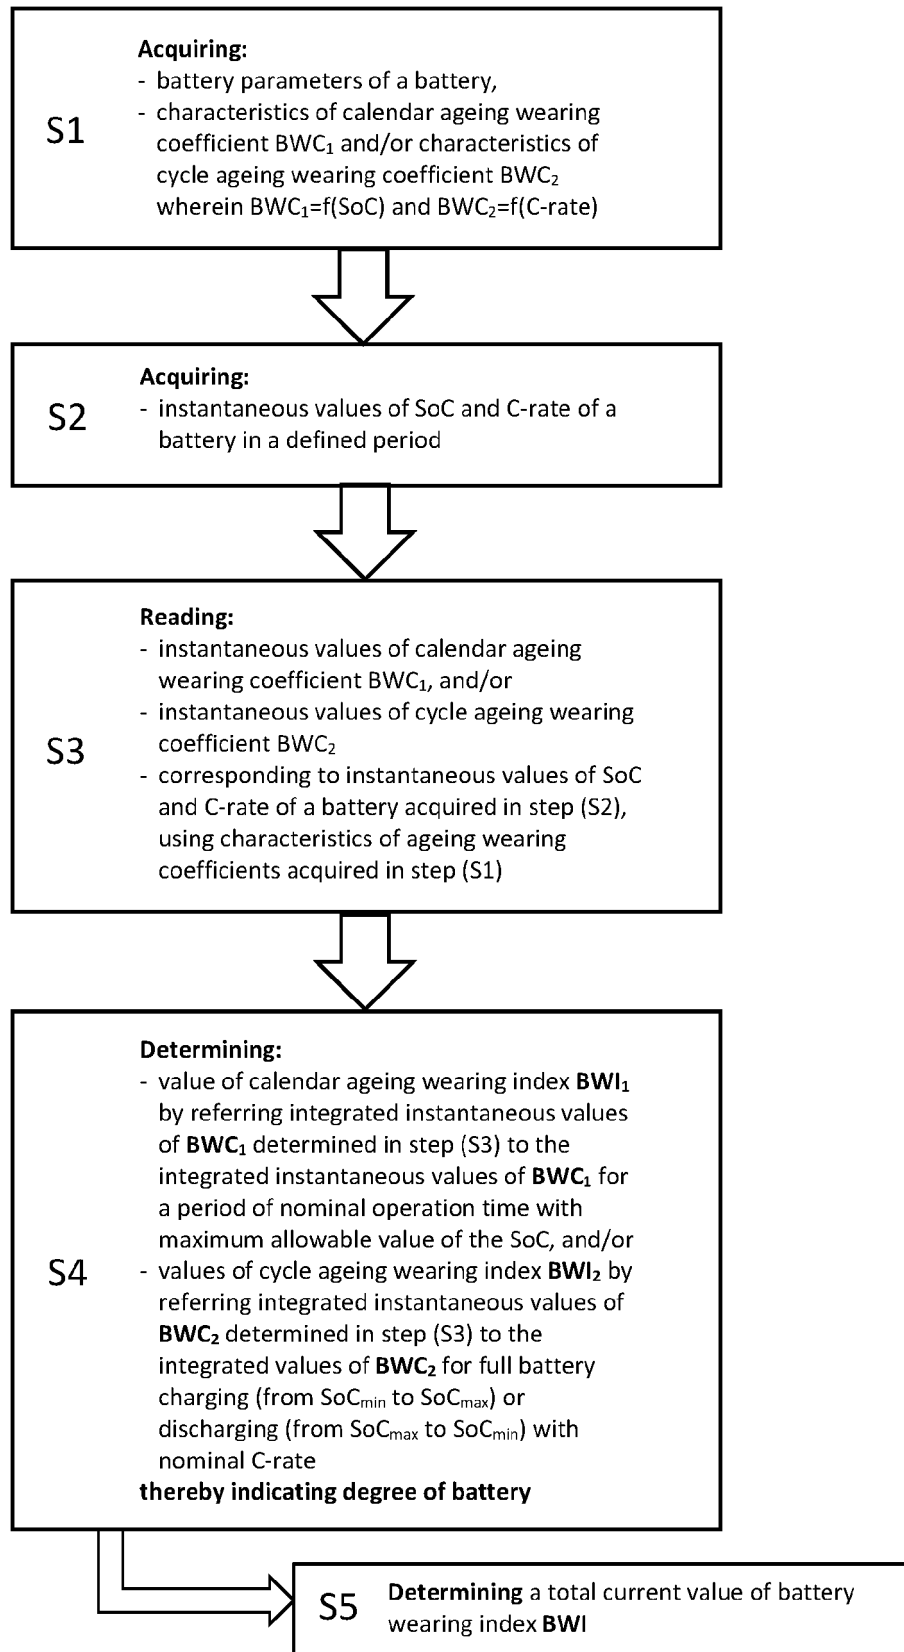 S1
Acquiring:
- battery parameters of a battery,
- characteristics of calendar ageing wearing
coefficient BWC₁ and/or characteristics of
cycle ageing wearing coefficient BWC₂
wherein BWC₁=f(SoC) and BWC₂=f(C-rate)
S2
Acquiring:
- instantaneous values of SoC and C-rate of a
battery in a defined period
S3
Reading:
- instantaneous values of calendar ageing
wearing coefficient BWC₁, and/or
- instantaneous values of cycle ageing wearing
coefficient BWC₂
- corresponding to instantaneous values of SoC
and C-rate of a battery acquired in step (S2),
using characteristics of ageing wearing
coefficients acquired in step (S1)
S4
Determining:
- value of calendar ageing wearing index BWI₁
by referring integrated instantaneous values
of BWC₁ determined in step (S3) to the
integrated instantaneous values of BWC₁ for
a period of nominal operation time with
maximum allowable value of the SoC, and/or
- values of cycle ageing wearing index BWI₂ by
referring integrated instantaneous values of
BWC₂ determined in step (S3) to the
integrated values of BWC₂ for full battery
charging (from SoCmin to SoCmax) or
discharging (from SoCmax to SoCmin) with
nominal C-rate
thereby indicating degree of battery
S5
Determining a total current value of battery
wearing index BWI